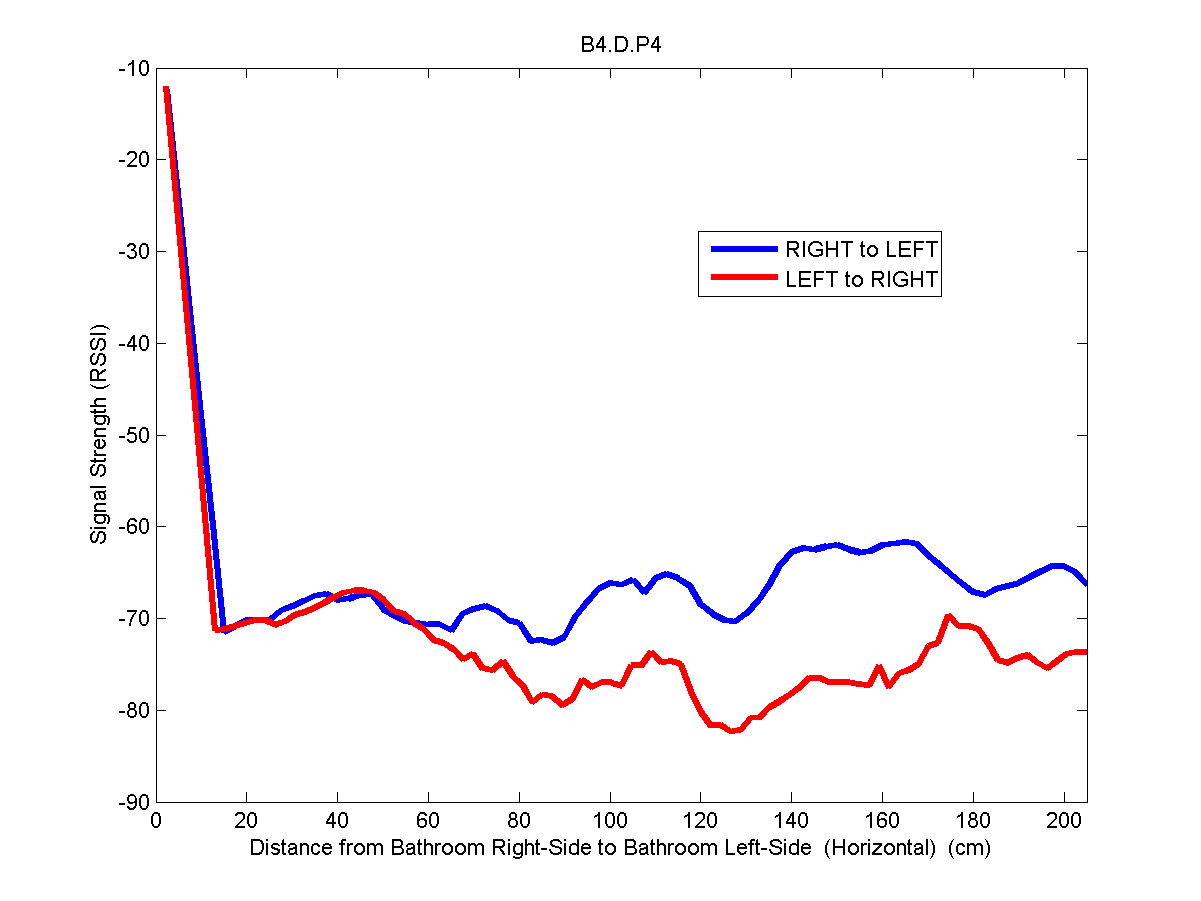 B4.D.P4
-10
-20
-30
-40
-50
-60
-70
-80
-90
Signal Strength (RSSI)
RIGHT to LEFT
LEFT to RIGHT
0 20 40 60 80 100 120 140 160 180 200
Distance from Bathroom Right-Side to Bathroom Left-Side (Horizontal) (cm)